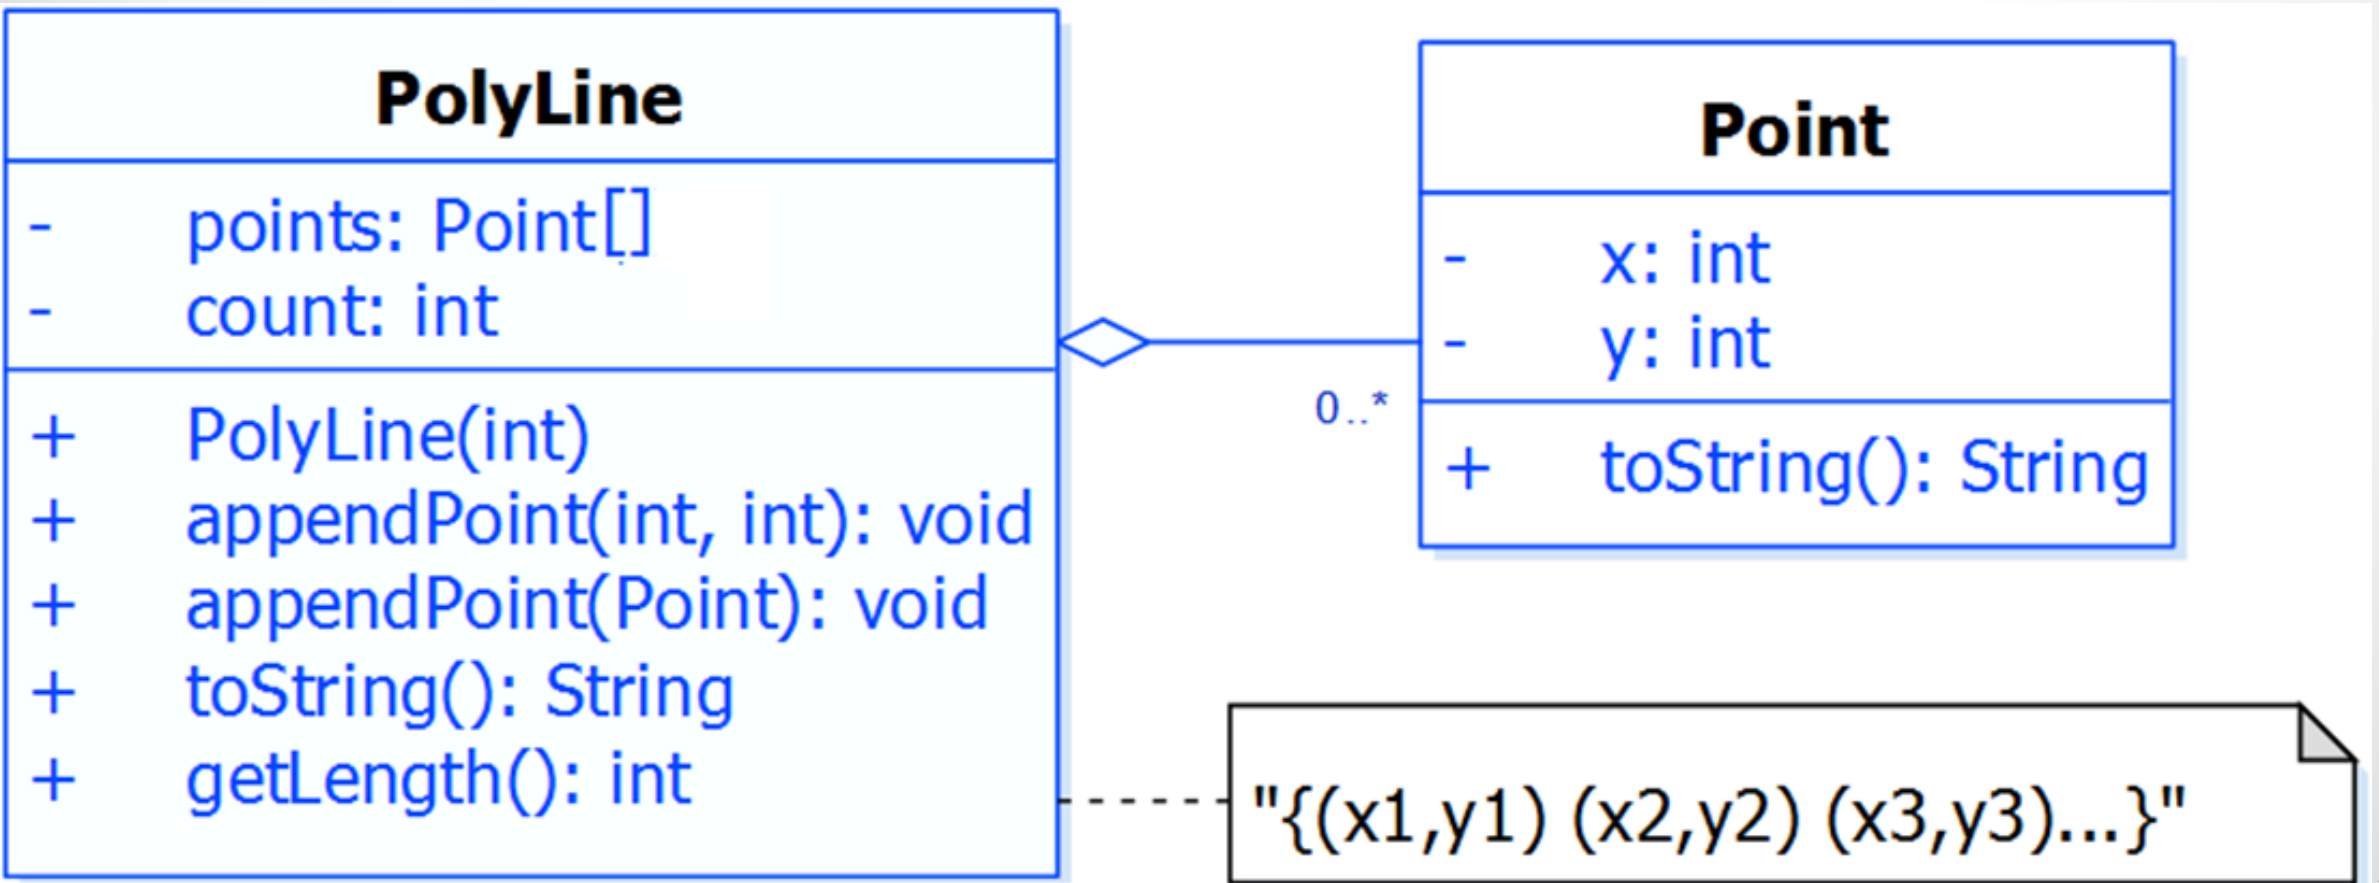 PolyLine
- points: Point[]
- count: int
+ PolyLine(int)
+ appendPoint(int, int): void
+ appendPoint(Point): void
+ toString(): String
+ getLength(): int
0..*
Point
- x: int
- y: int
+ toString(): String
"{(x1,y1) (x2,y2) (x3,y3)...}"